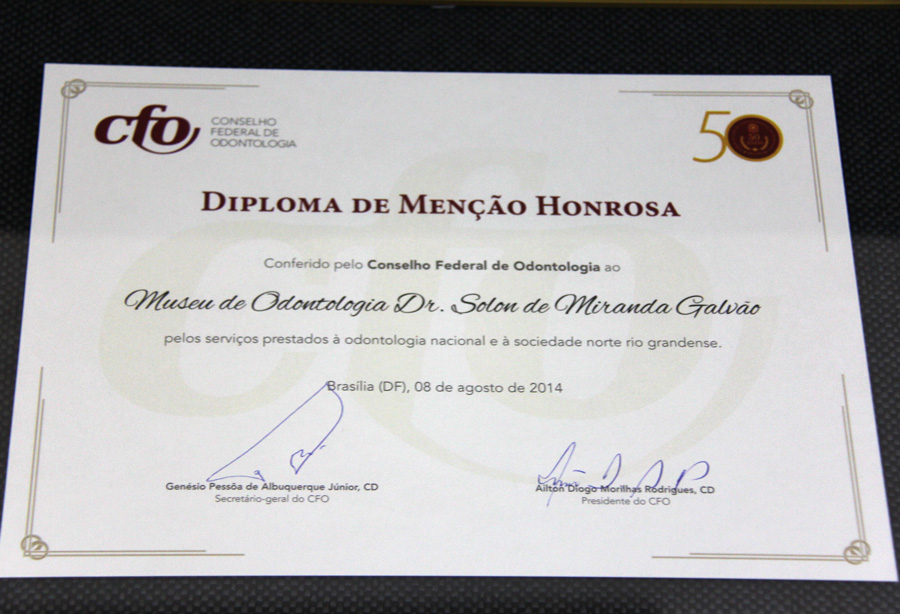 cfo
CONSELHO
FEDERAL DE
ODONTOLOGIA
50
DIPLOMA DE MENÇÃO HONROSA
Conferido pelo Conselho Federal de Odontologia ao
Museu de Odontologia Dr. Solon de Miranda Galvão
pelos serviços prestados à odontologia nacional e à sociedade norte rio grandense.
Brasília (DF), 08 de agosto de 2014
Genésio Pessôa de Albuquerque Júnior, CD
Secretário-geral do CFO
Ailton Diogo Morilhas Rodrigues, CD
Presidente do CFO